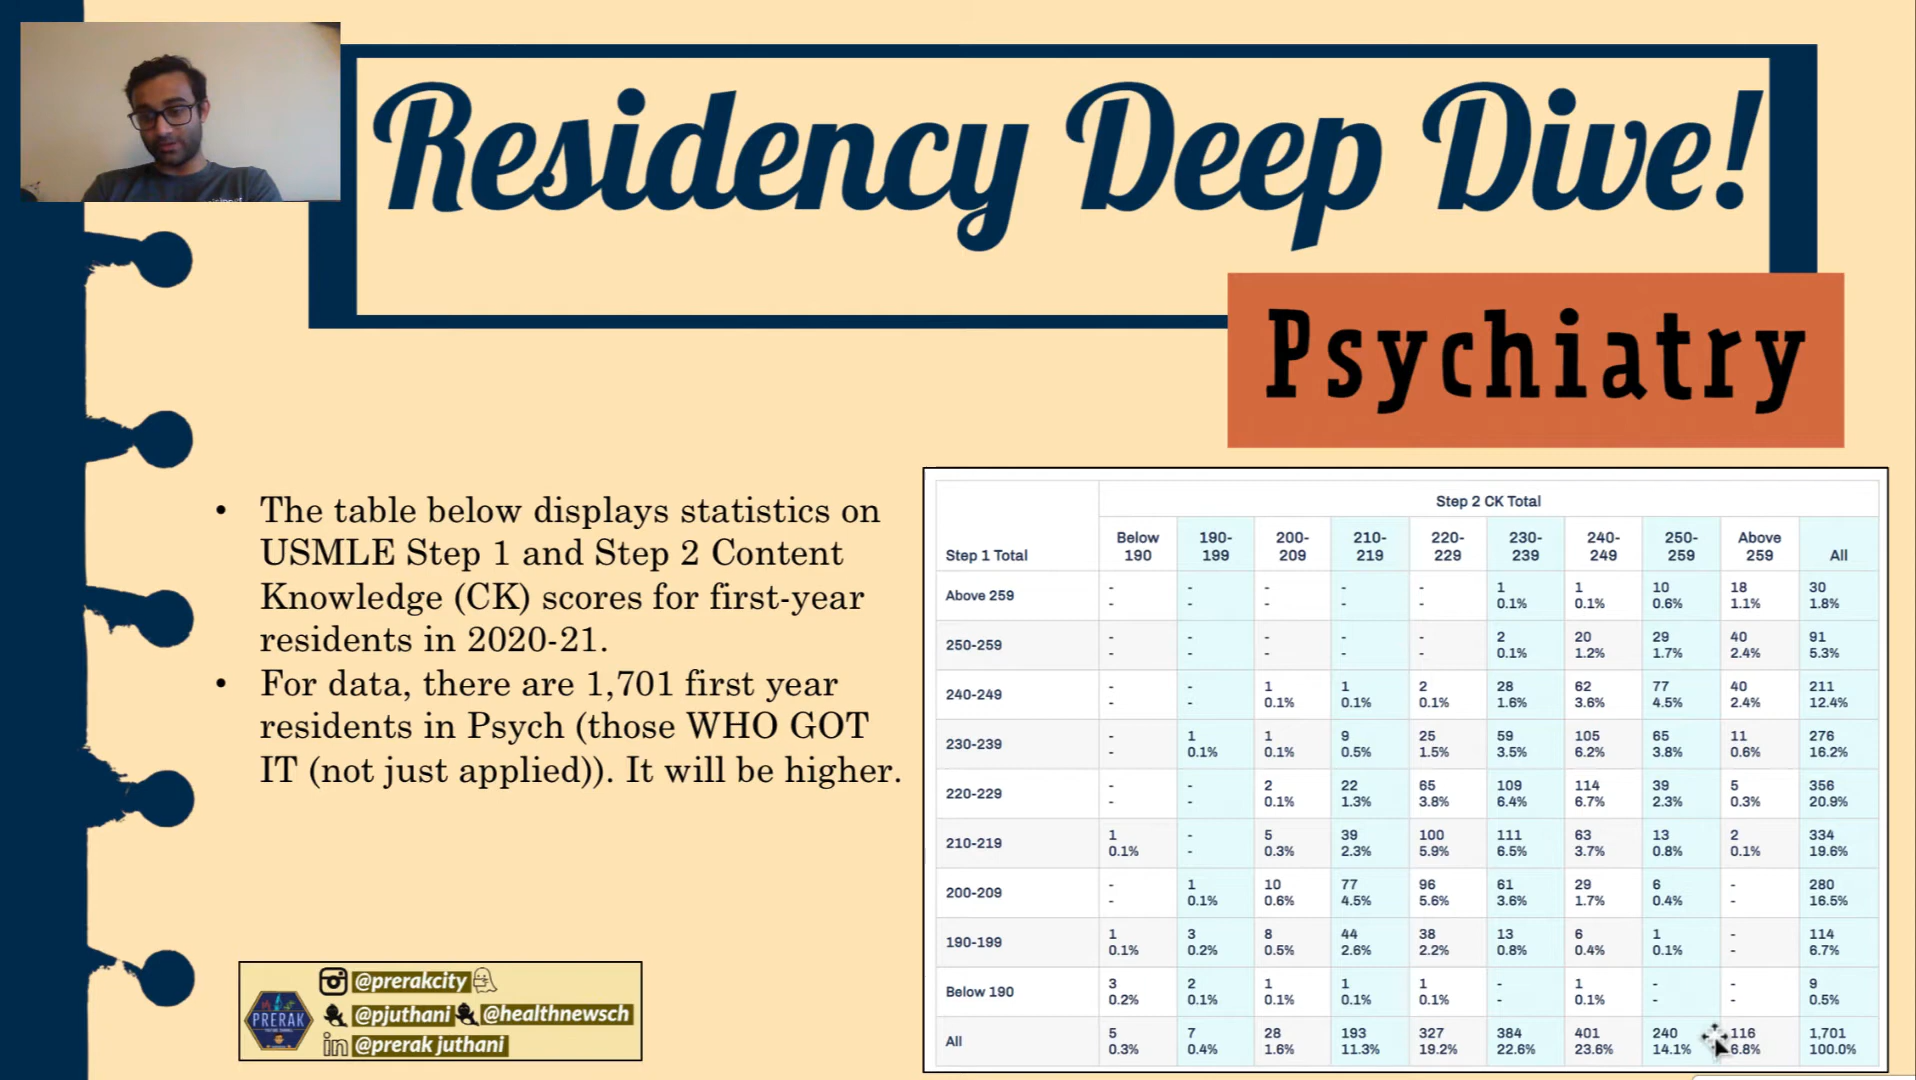 Residency Deep Dive!
Psychiatry
• The table below displays statistics on
USMLE Step 1 and Step 2 Content
Knowledge (CK) scores for first-year
residents in 2020-21.
• For data, there are 1,701 first year
residents in Psych (those WHO GOT
IT (not just applied)). It will be higher.
Step 2 CK Total
Step 1 Total Below 190 190-199 200-209 210-219 220-229 230-239 240-249 250-259 Above 259 All
Above 259 - - - - - 1 1 10 18 30
- - - - - 0.1% 0.1% 0.6% 1.1% 1.8%
250-259 - - - - - 2 20 29 40 91
- - - - - 0.1% 1.2% 1.7% 2.4% 5.3%
240-249 - - 1 1 2 28 62 77 40 211
- - 0.1% 0.1% 0.1% 1.6% 3.6% 4.5% 2.4% 12.4%
230-239 - 1 1 9 25 59 105 65 11 276
- 0.1% 0.1% 0.5% 1.5% 3.5% 6.2% 3.8% 0.6% 16.2%
220-229 - - 2 22 65 109 114 39 5 356
- - 0.1% 1.3% 3.8% 6.4% 6.7% 2.3% 0.3% 20.9%
210-219 1 - 5 39 100 111 63 13 2 334
0.1% - 0.3% 2.3% 5.9% 6.5% 3.7% 0.8% 0.1% 19.6%
200-209 - 1 10 77 96 61 29 6 - 280
- 0.1% 0.6% 4.5% 5.6% 3.6% 1.7% 0.4% - 16.5%
190-199 1 3 8 44 38 13 6 1 - 114
0.1% 0.2% 0.5% 2.6% 2.2% 0.8% 0.4% 0.1% - 6.7%
Below 190 3 2 1 1 1 - 1 - - 9
0.2% 0.1% 0.1% 0.1% 0.1% - 0.1% - - 0.5%
All 5 7 28 193 327 384 401 240 116 1,701
0.3% 0.4% 1.6% 11.3% 19.2% 22.6% 23.6% 14.1% 6.8% 100.0%
PRERAK
@prerakcity
@pjuthani @healthnewsch
in @prerak juthani